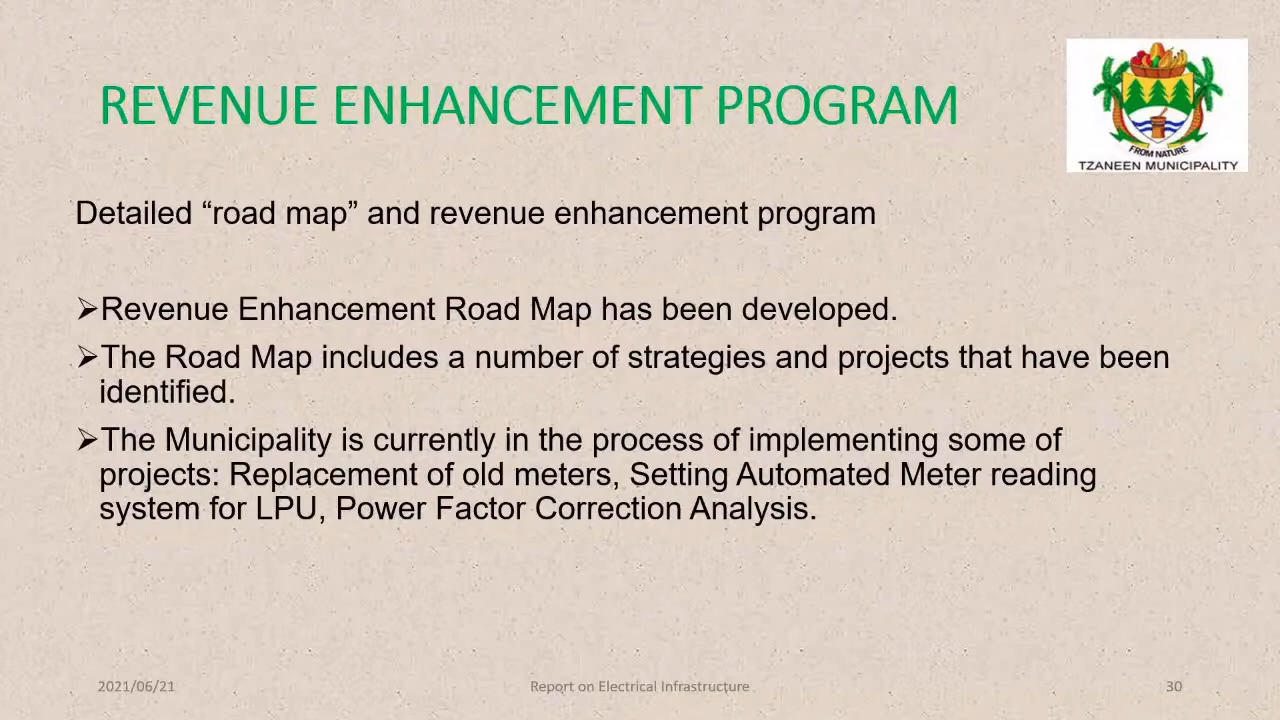 REVENUE ENHANCEMENT PROGRAM
FROM NATURE
TZANEEN MUNICIPALITY
Detailed “road map” and revenue enhancement program
➢Revenue Enhancement Road Map has been developed.
➢The Road Map includes a number of strategies and projects that have been
identified.
➢The Municipality is currently in the process of implementing some of
projects: Replacement of old meters, Setting Automated Meter reading
system for LPU, Power Factor Correction Analysis.
2021/06/21
Report on Electrical Infrastructure
30